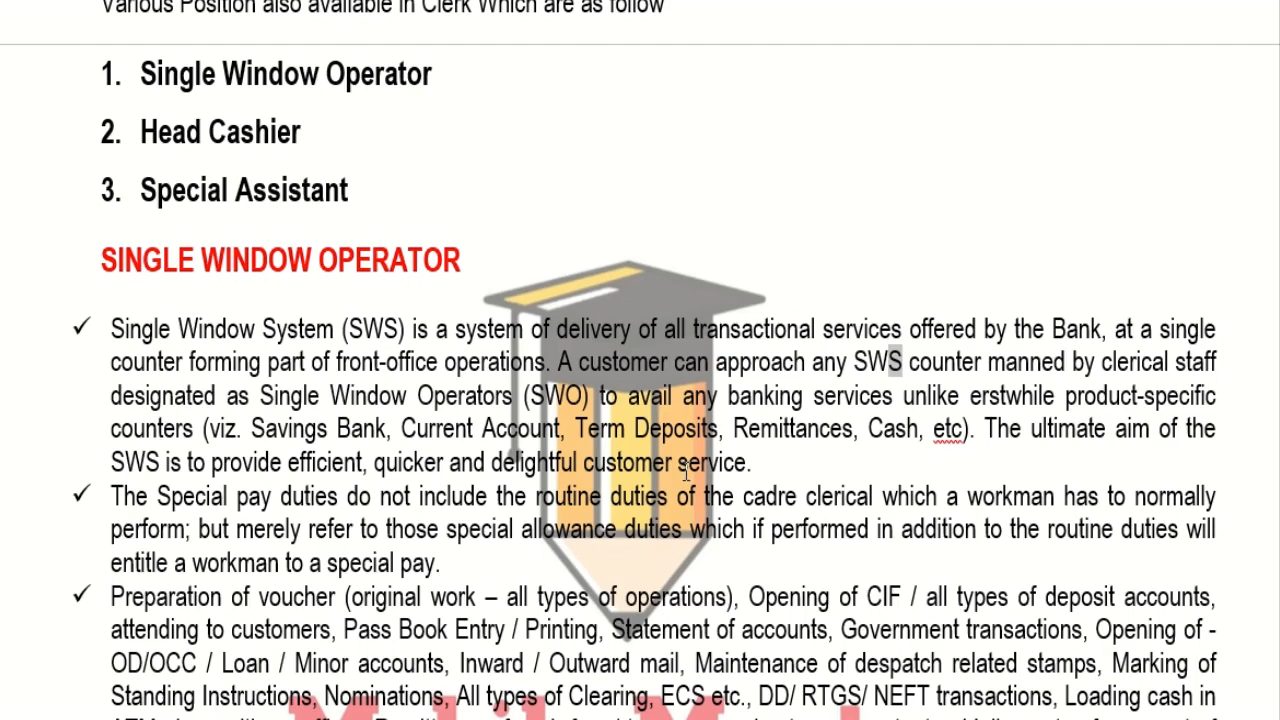 Various Position also available in Clerk Which are as follow
1. Single Window Operator
2. Head Cashier
3. Special Assistant
SINGLE WINDOW OPERATOR
✓ Single Window System (SWS) is a system of delivery of all transactional services offered by the Bank, at a single
counter forming part of front-office operations. A customer can approach any SWS counter manned by clerical staff
designated as Single Window Operators (SWO) to avail any banking services unlike erstwhile product-specific
counters (viz. Savings Bank, Current Account, Term Deposits, Remittances, Cash, etc). The ultimate aim of the
SWS is to provide efficient, quicker and delightful customer service.
✓ The Special pay duties do not include the routine duties of the cadre clerical which a workman has to normally
perform; but merely refer to those special allowance duties which if performed in addition to the routine duties will
entitle a workman to a special pay.
✓ Preparation of voucher (original work – all types of operations), Opening of CIF / all types of deposit accounts,
attending to customers, Pass Book Entry / Printing, Statement of accounts, Government transactions, Opening of -
OD/OCC / Loan / Minor accounts, Inward / Outward mail, Maintenance of despatch related stamps, Marking of
Standing Instructions, Nominations, All types of Clearing, ECS etc., DD/ RTGS/ NEFT transactions, Loading cash in